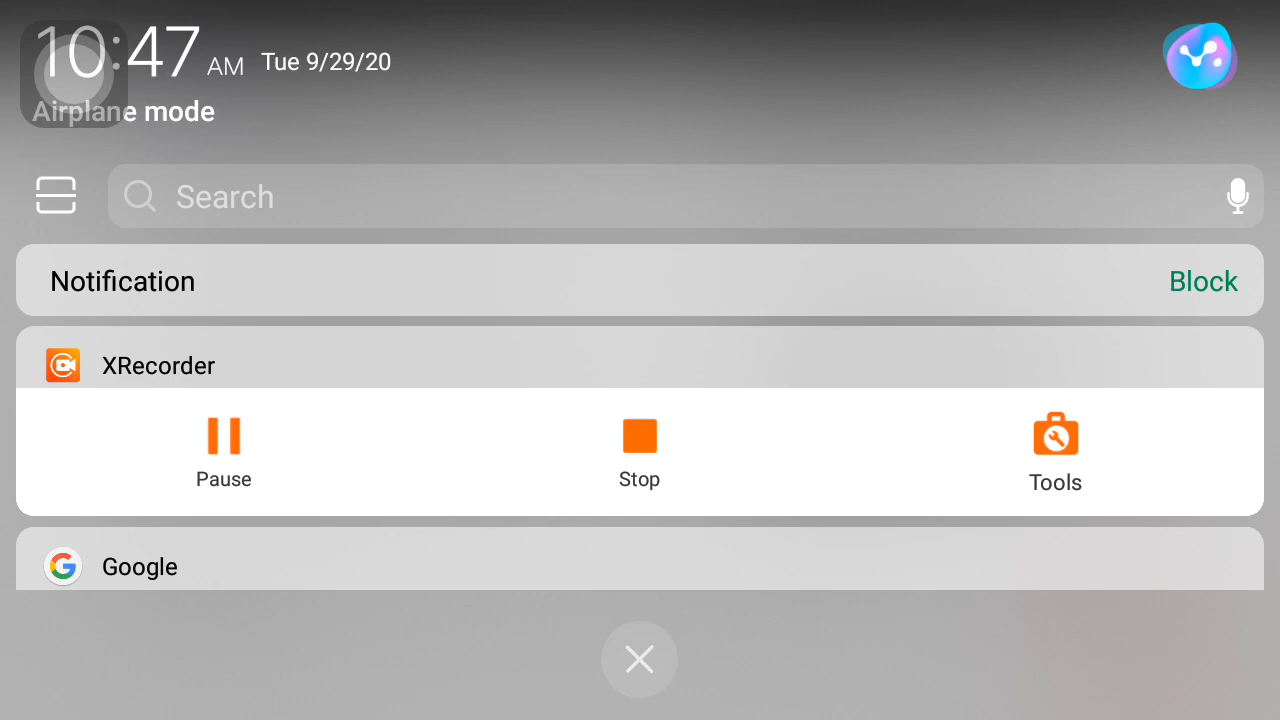 10:47 AM Tue 9/29/20
Airplane mode
Search
Notification Block
XRecorder
Pause Stop Tools
Google